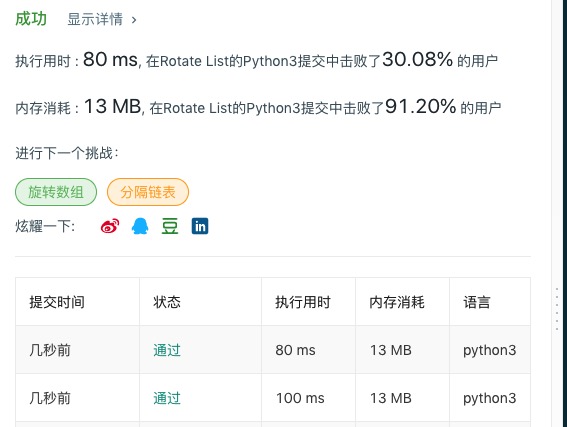 成功 显示详情 ›
执行用时 : 80 ms, 在Rotate List的Python3提交中击败了30.08% 的用户
内存消耗 : 13 MB, 在Rotate List的Python3提交中击败了91.20% 的用户
进行下一个挑战：
旋转数组 分隔链表
炫耀一下: 豆 in
提交时间 状态 执行用时 内存消耗 语言
几秒前 通过 80 ms 13 MB python3
几秒前 通过 100 ms 13 MB python3